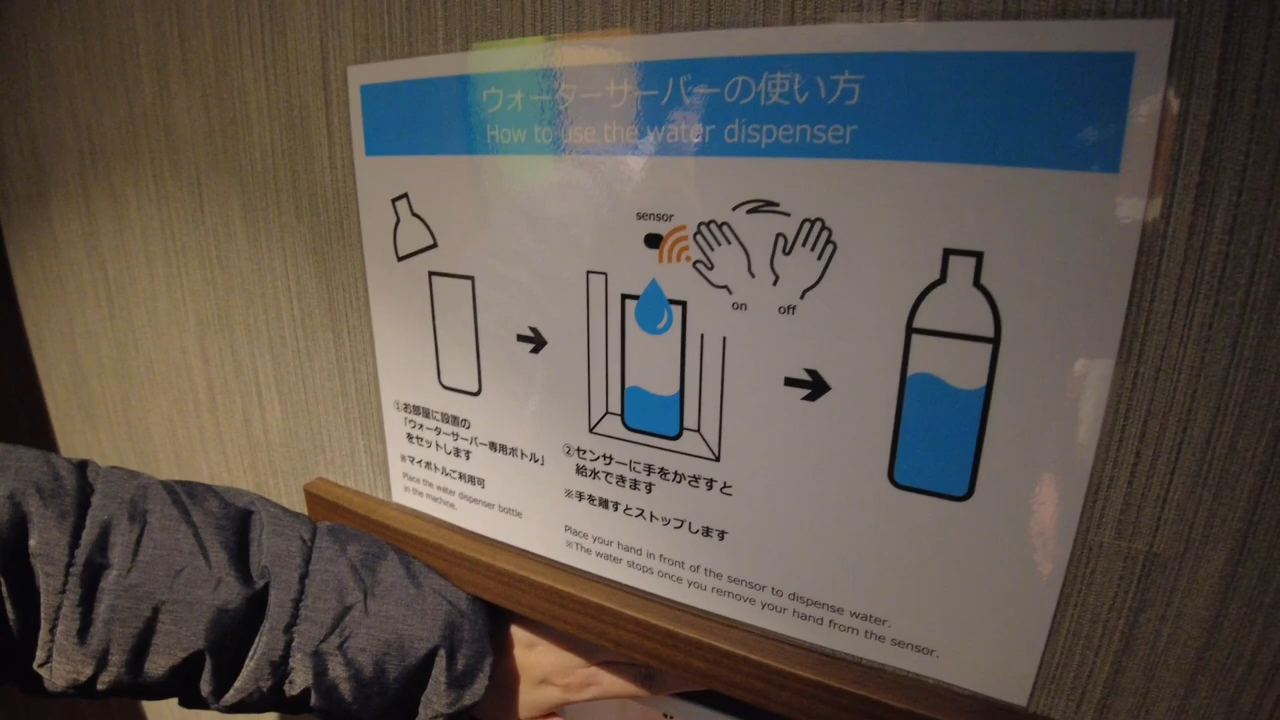 ウォーターサーバーの使い方
How to use the water dispenser
sensor
on
off
①お部屋に設置の
「ウォーターサーバー専用ボトル」
をセットします
※マイボトルご利用可
Place the water dispenser bottle
in the machine.
②センサーに手をかざすと
給水できます
※手を離すとストップします
Place your hand in front of the sensor to dispense water.
※The water stops once you remove your hand from the sensor.